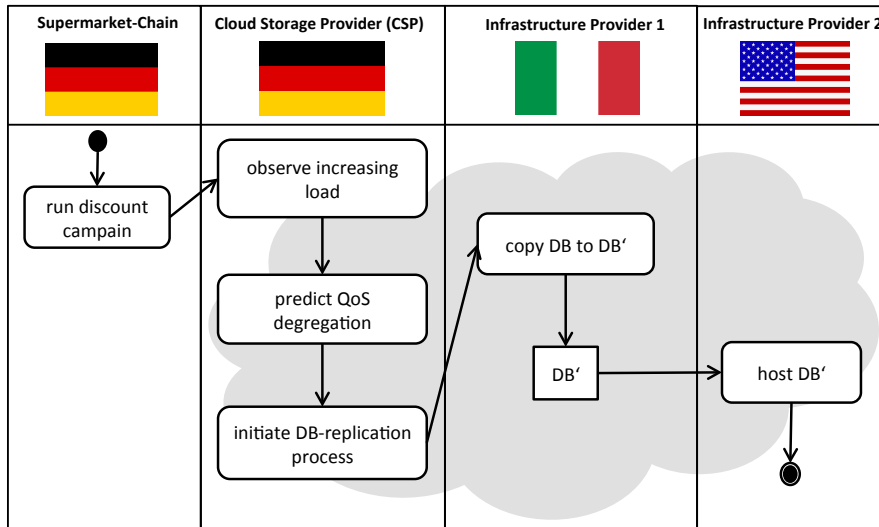 Supermarket-Chain
Cloud Storage Provider (CSP)
Infrastructure Provider 1
Infrastructure Provider 2
run discount
campain
observe increasing
load
predict QoS
degregation
initiate DB-replication
process
copy DB to DB‘
DB‘
host DB‘